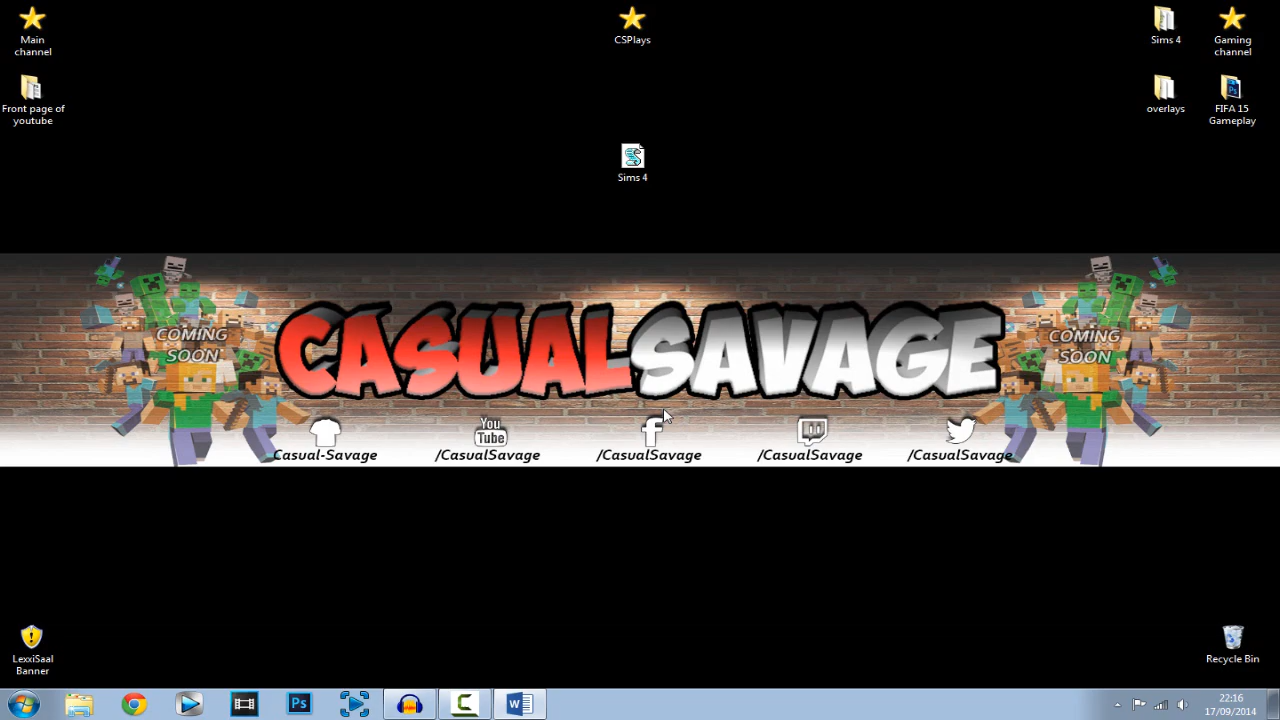 Main
channel
CSPlays
Sims 4
Gaming
channel
Front page of
youtube
overlays
FIFA 15
Gameplay
Ps
Sims 4
COMING
SOON
CASUALSAVAGE
COMING
SOON
You
Tube
f
Casual-Savage
/CasualSavage
/CasualSavage
/CasualSavage
/CasualSavage
LexxiSaal
Banner
Recycle Bin
Ps
C
W
22:16
17/09/2014